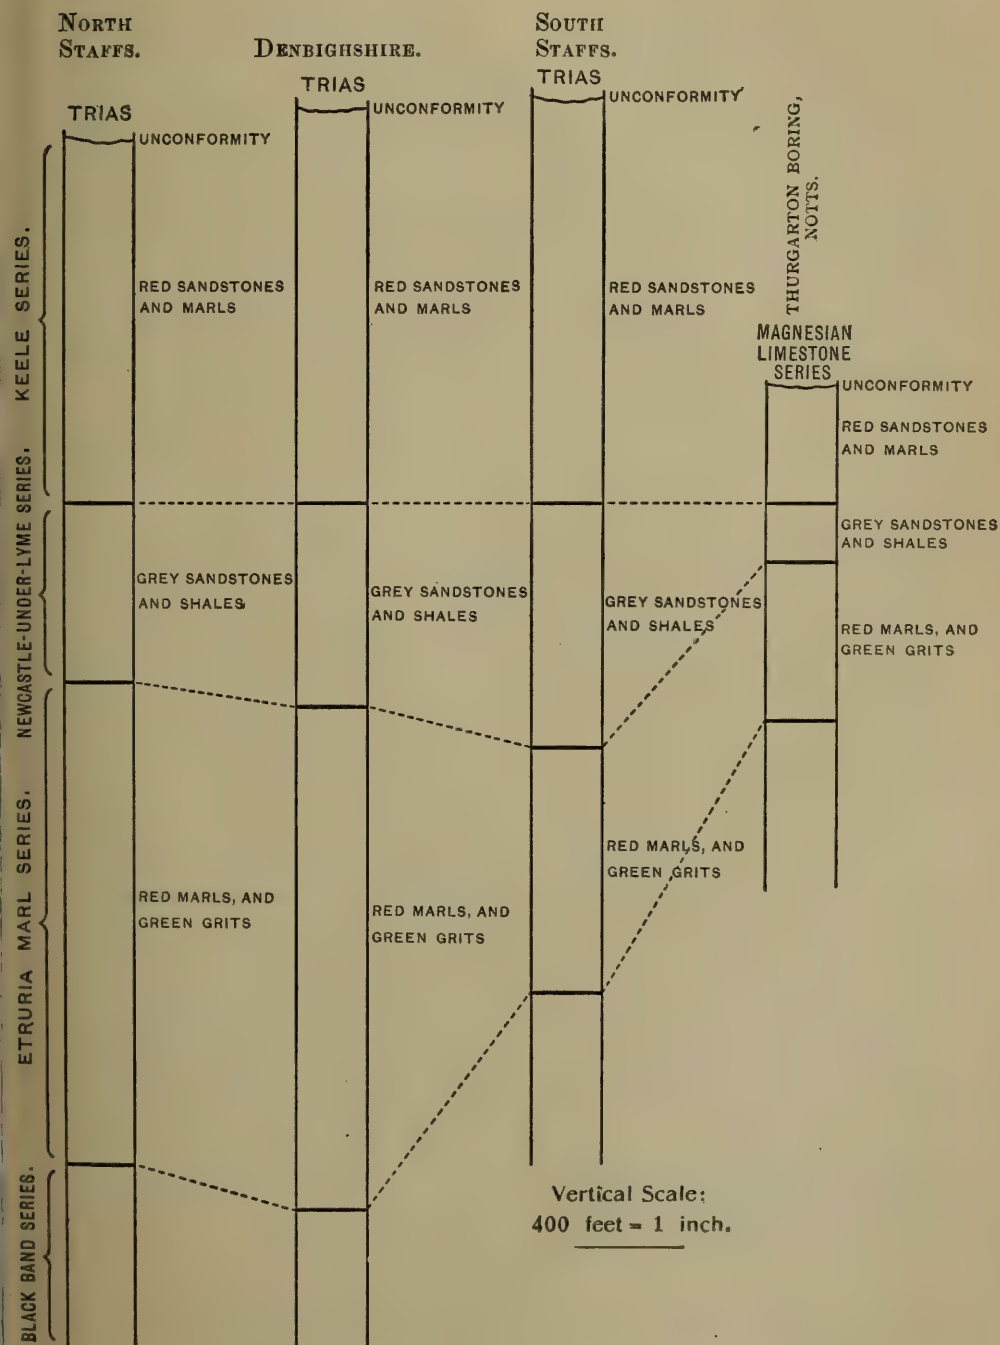 NORTH
STAFFS.
DENBIGHSHIRE.
SOUTH
STAFFS.
TRIAS
TRIAS
TRIAS
UNCONFORMITY
UNCONFORMITY
UNCONFORMITY
THURGARTON BORING,
NOTTS.
MAGNESIAN
LIMESTONE
SERIES
UNCONFORMITY
KEELE SERIES.
RED SANDSTONES
AND MARLS
RED SANDSTONES
AND MARLS
RED SANDSTONES
AND MARLS
RED SANDSTONES
AND MARLS
NEWCASTLE-UNDER-LYME SERIES.
GREY SANDSTONES
AND SHALES
GREY SANDSTONES
AND SHALES
GREY SANDSTONES
AND SHALES
GREY SANDSTONES
AND SHALES
ETRURIA MARL SERIES.
RED MARLS, AND
GREEN GRITS
RED MARLS, AND
GREEN GRITS
RED MARLS, AND
GREEN GRITS
RED MARLS, AND
GREEN GRITS
BLACK BAND SERIES.
Vertical Scale:
400 feet = 1 inch.